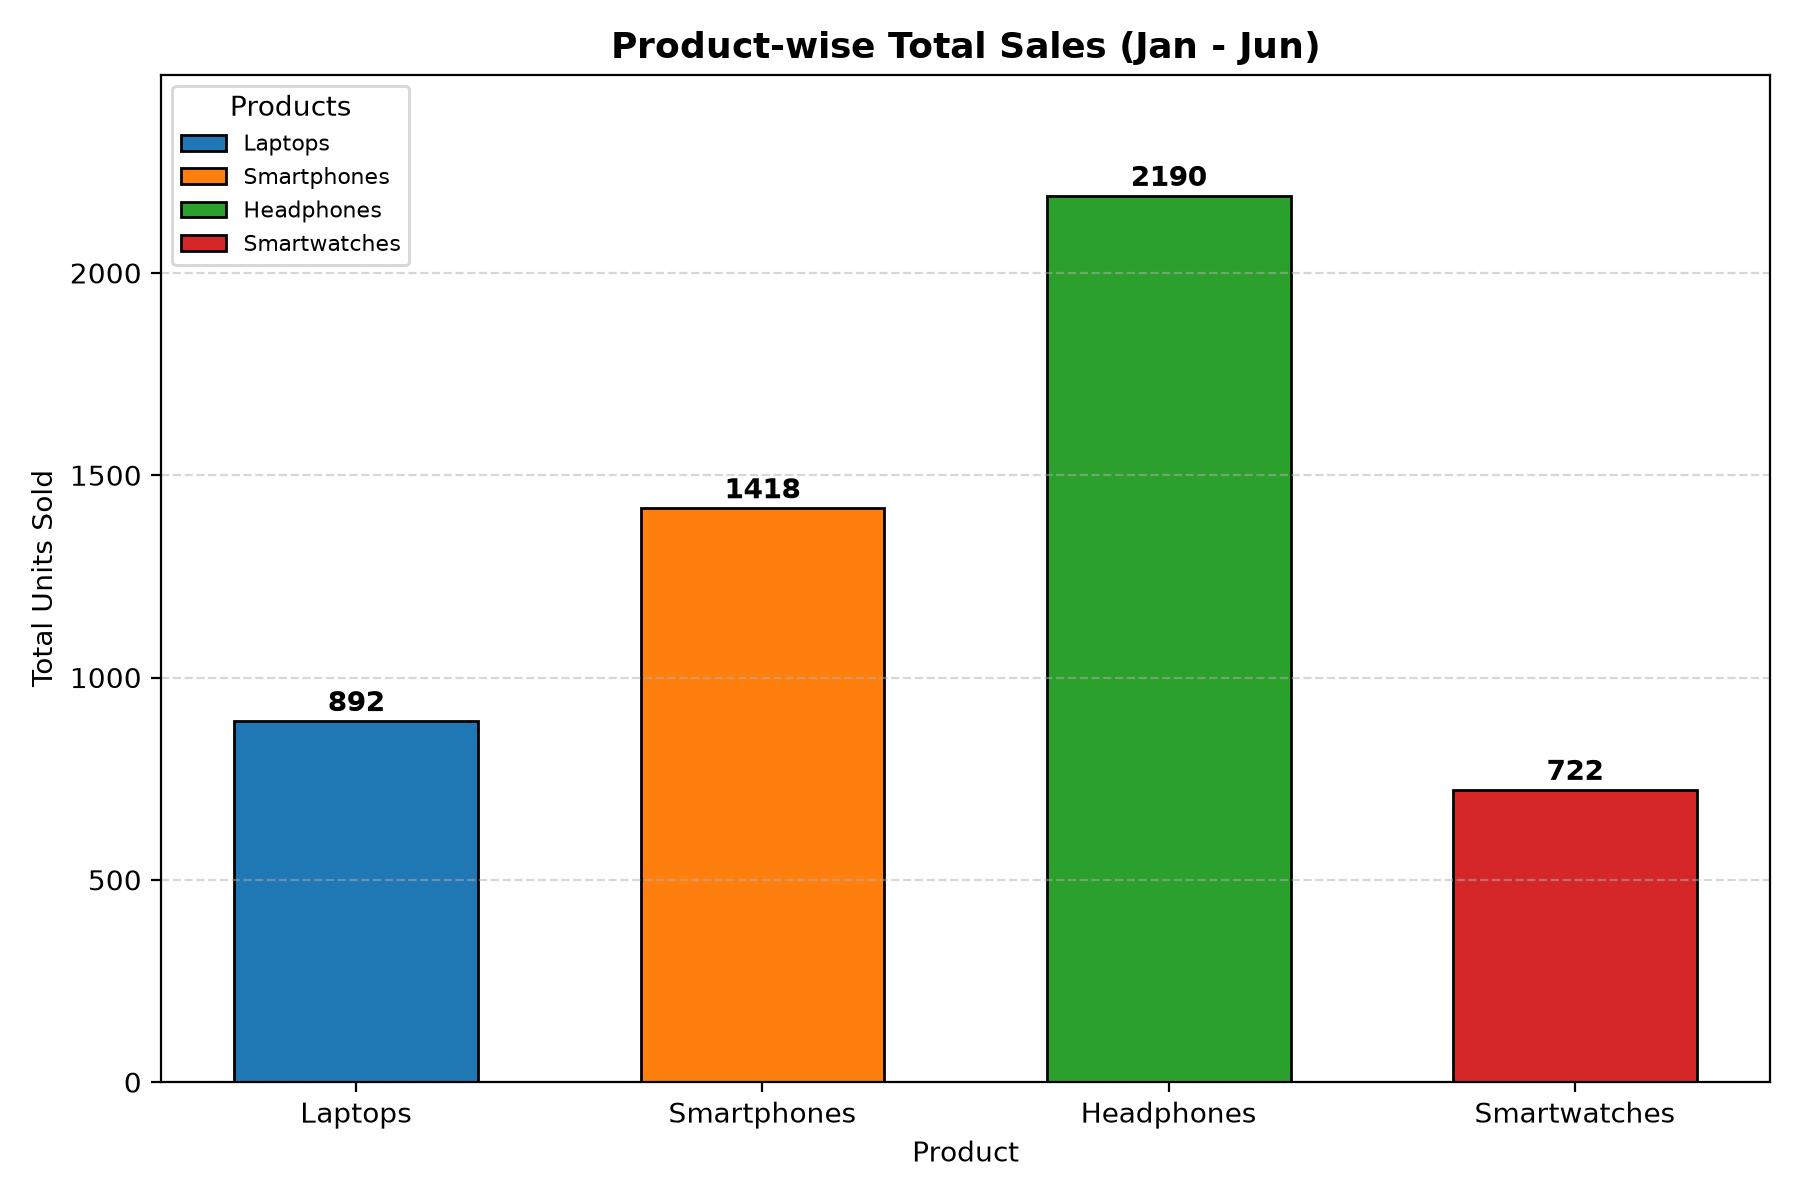 Product-wise Total Sales (Jan - Jun)
Products
Laptops
Smartphones
Headphones
Smartwatches
Total Units Sold
2000
1500
1000
500
0
892
1418
2190
722
Laptops
Smartphones
Headphones
Smartwatches
Product